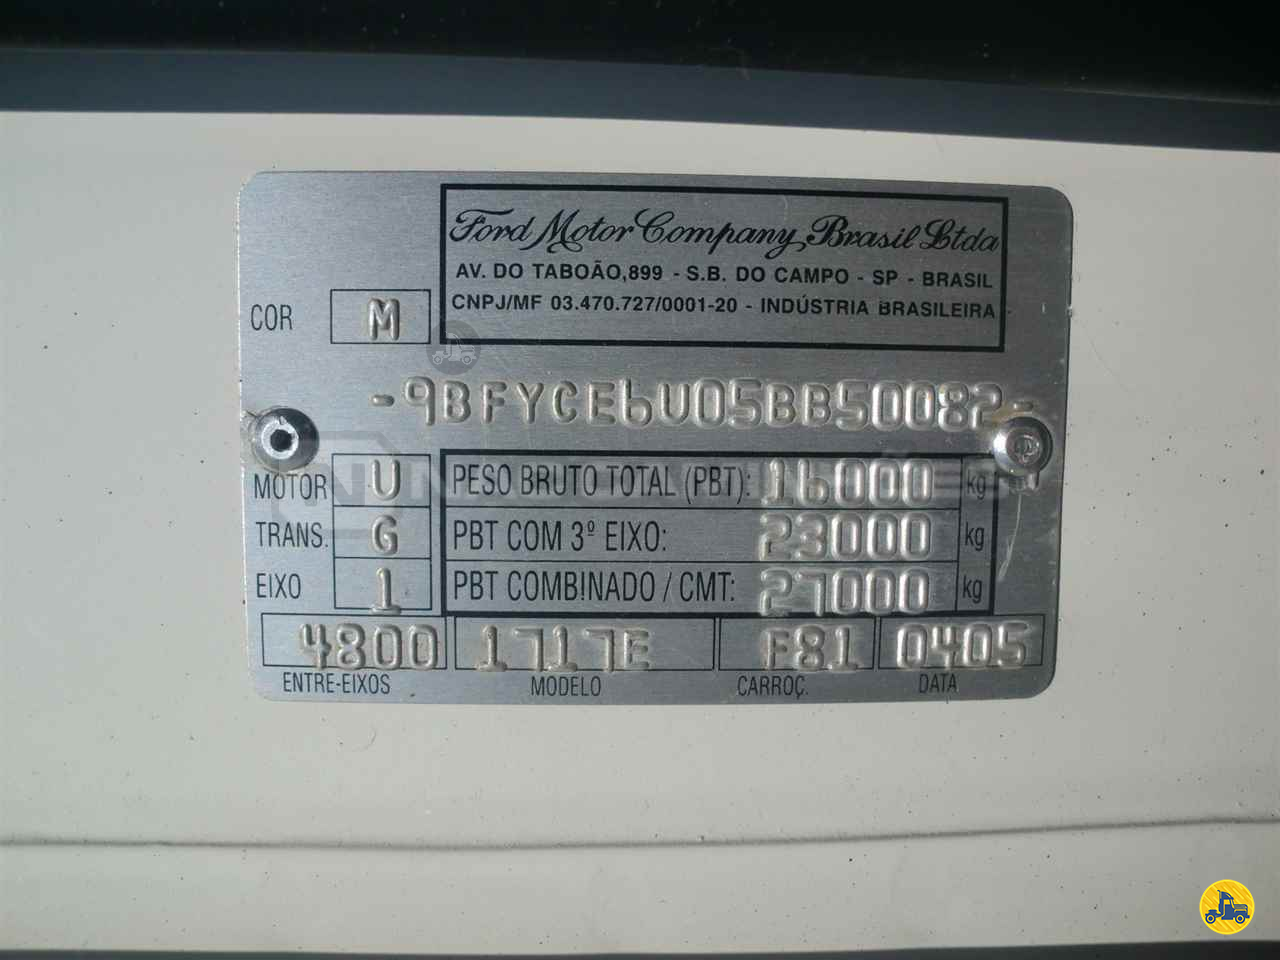 Ford Motor Company Brasil Ltda
AV. DO TABOÃO,899 - S.B. DO CAMPO - SP - BRASIL
CNPJ/MF 03.470.727/0001-20 - INDÚSTRIA BRASILEIRA
COR M
-9BFYCE6U05BB50082-
MOTOR U PESO BRUTO TOTAL (PBT): 16000 kg
TRANS. G PBT COM 3º EIXO: 23000 kg
EIXO 1 PBT COMBINADO / CMT: 27000 kg
4800 1717E F81 0405
ENTRE-EIXOS MODELO CARROÇ. DATA